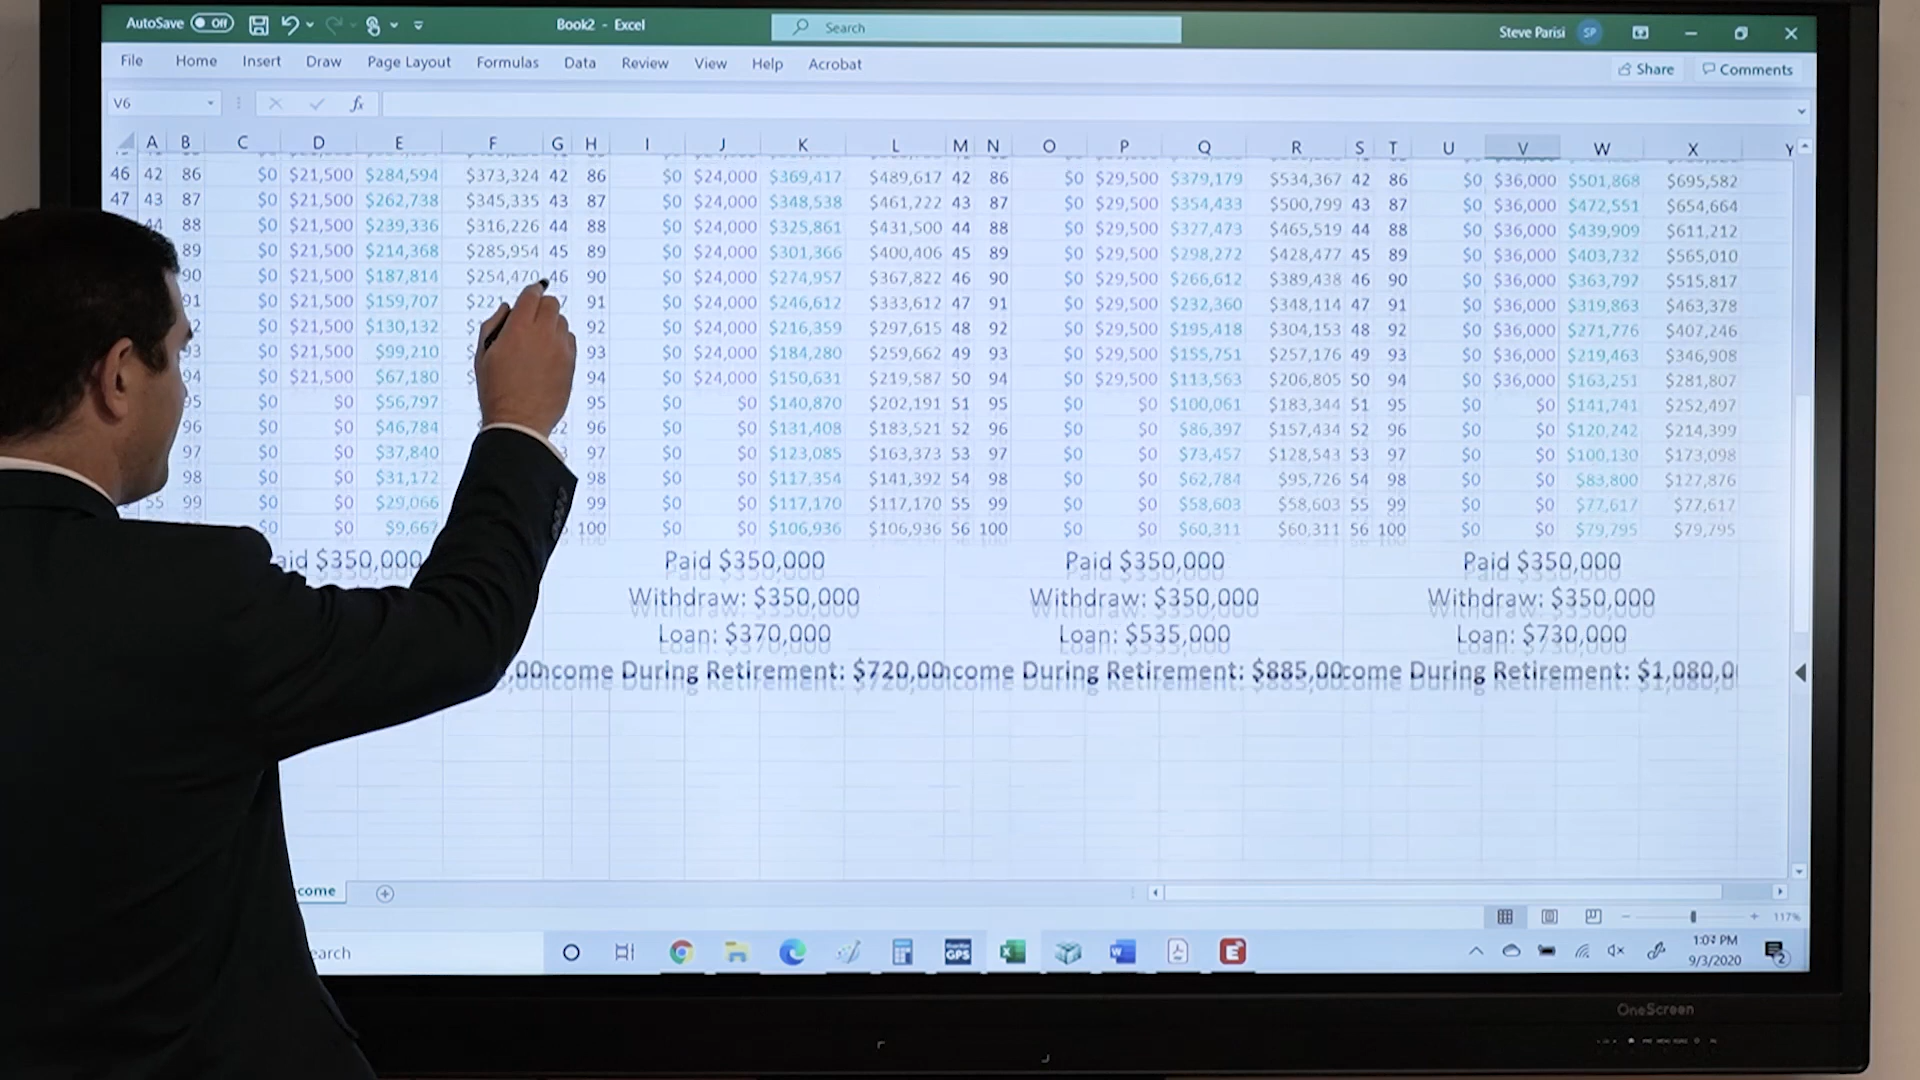 AutoSave Off Book2 - Excel Search Steve Parisi SP
File Home Insert Draw Page Layout Formulas Data Review View Help Acrobat Share Comments
V6 fx
A B C D E F G H I J K L M N O P Q R S T U V W X Y
46 42 86 $0 $21,500 $284,594 $373,324 42 86 $0 $24,000 $369,417 $489,617 42 86 $0 $29,500 $379,179 $534,367 42 86 $0 $36,000 $501,868 $695,582
47 43 87 $0 $21,500 $262,738 $345,335 43 87 $0 $24,000 $348,538 $461,222 43 87 $0 $29,500 $354,433 $500,799 43 87 $0 $36,000 $472,551 $654,664
44 88 $0 $21,500 $239,336 $316,226 44 88 $0 $24,000 $325,861 $431,500 44 88 $0 $29,500 $327,473 $465,519 44 88 $0 $36,000 $439,909 $611,212
89 $0 $21,500 $214,368 $285,954 45 89 $0 $24,000 $301,366 $400,406 45 89 $0 $29,500 $298,272 $428,477 45 89 $0 $36,000 $403,732 $565,010
90 $0 $21,500 $187,814 $254,470 46 90 $0 $24,000 $274,957 $367,822 46 90 $0 $29,500 $266,612 $389,438 46 90 $0 $36,000 $363,797 $515,817
91 $0 $21,500 $159,707 91 $0 $24,000 $246,612 $333,612 47 91 $0 $29,500 $232,360 $348,114 47 91 $0 $36,000 $319,863 $463,378
2 $0 $21,500 $130,132 92 $0 $24,000 $216,359 $297,615 48 92 $0 $29,500 $195,418 $304,153 48 92 $0 $36,000 $271,776 $407,246
93 $0 $21,500 $99,210 93 $0 $24,000 $184,280 $259,662 49 93 $0 $29,500 $155,751 $257,176 49 93 $0 $36,000 $219,463 $346,908
94 $0 $21,500 $67,180 94 $0 $24,000 $150,631 $219,587 50 94 $0 $29,500 $113,563 $206,805 50 94 $0 $36,000 $163,251 $281,807
95 $0 $0 $56,797 95 $0 $0 $140,870 $202,191 51 95 $0 $0 $100,061 $183,344 51 95 $0 $0 $141,741 $252,497
96 $0 $0 $46,784 96 $0 $0 $131,408 $183,521 52 96 $0 $0 $86,397 $157,434 52 96 $0 $0 $120,242 $214,399
97 $0 $0 $37,840 97 $0 $0 $123,085 $163,373 53 97 $0 $0 $73,457 $128,543 53 97 $0 $0 $100,130 $173,098
98 $0 $0 $31,172 98 $0 $0 $117,354 $141,392 54 98 $0 $0 $62,784 $95,726 54 98 $0 $0 $83,800 $127,876
55 99 $0 $0 $29,066 99 $0 $0 $117,170 $117,170 55 99 $0 $0 $58,603 $58,603 55 99 $0 $0 $77,617 $77,617
$0 $0 $9,667 100 $0 $0 $106,936 $106,936 56 100 $0 $0 $60,311 $60,311 56 100 $0 $0 $79,795 $79,795
aid $350,000 Paid $350,000 Paid $350,000 Paid $350,000
Withdraw: $350,000 Withdraw: $350,000 Withdraw: $350,000
Loan: $370,000 Loan: $535,000 Loan: $730,000
,00 ncome During Retirement: $720,00 ncome During Retirement: $885,00 come During Retirement: $1,080,0
come
117%
earch GPS 1:07 PM
9/3/2020 2
OneScreen